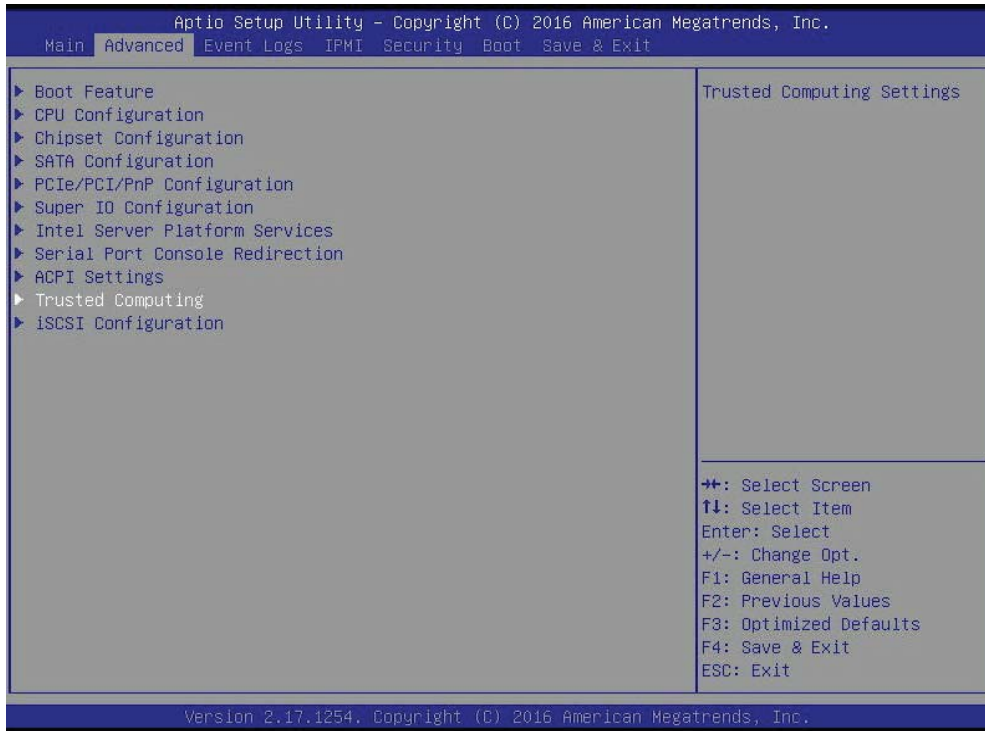 Aptio Setup Utility – Copyright (C) 2016 American Megatrends, Inc.
Main Advanced Event Logs IPMI Security Boot Save & Exit
▶ Boot Feature
▶ CPU Configuration
▶ Chipset Configuration
▶ SATA Configuration
▶ PCIe/PCI/PnP Configuration
▶ Super IO Configuration
▶ Intel Server Platform Services
▶ Serial Port Console Redirection
▶ ACPI Settings
▶ Trusted Computing
▶ iSCSI Configuration
Trusted Computing Settings
→←: Select Screen
↑↓: Select Item
Enter: Select
+/-: Change Opt.
F1: General Help
F2: Previous Values
F3: Optimized Defaults
F4: Save & Exit
ESC: Exit
Version 2.17.1254. Copyright (C) 2016 American Megatrends, Inc.